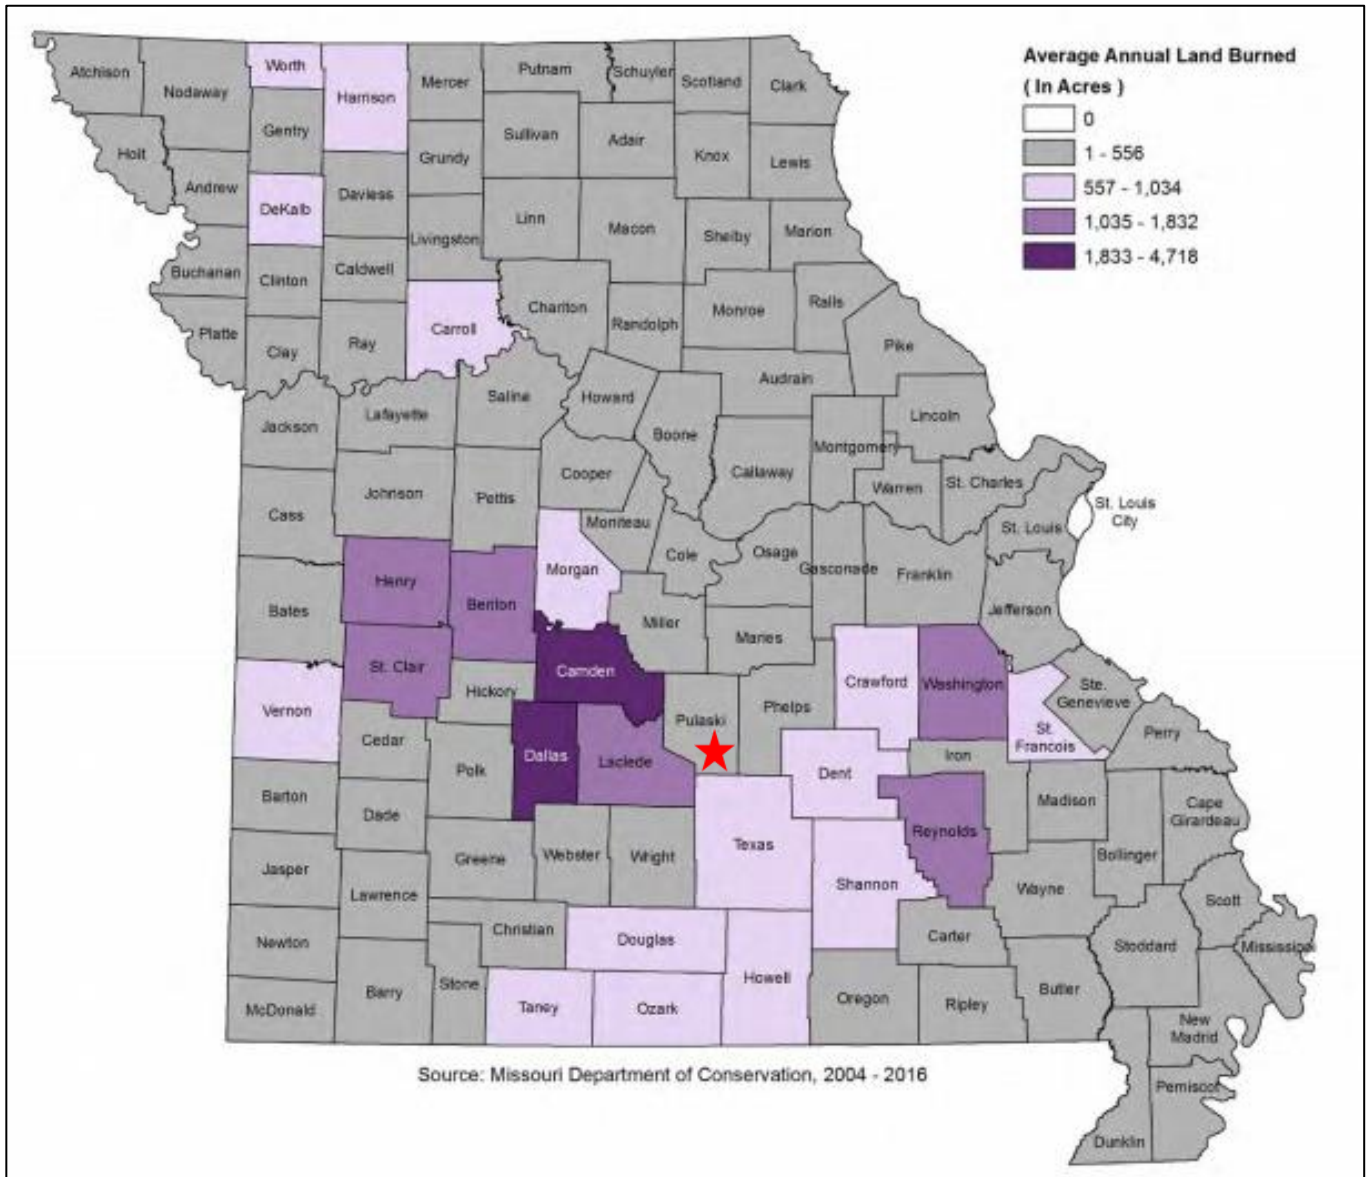 Average Annual Land Burned
( In Acres )
0
1 - 556
557 - 1,034
1,035 - 1,832
1,833 - 4,718
Atchison
Nodaway
Worth
Harrison
Mercer
Putnam
Schuyler
Scotland
Clark
Holt
Gentry
Sullivan
Adair
Knox
Lewis
Andrew
DeKalb
Daviess
Grundy
Linn
Macon
Shelby
Marion
Buchanan
Clinton
Caldwell
Livingston
Chariton
Randolph
Monroe
Ralls
Platte
Clay
Ray
Carroll
Pike
Audrain
Saline
Howard
Lafayette
Jackson
Boone
Lincoln
Montgomery
Callaway
Cooper
Johnson
Pettis
Warren
St. Charles
St. Louis
City
Cass
Moniteau
St. Louis
Cole
Osage
Gasconade
Franklin
Morgan
Henry
Benton
Bates
Miller
Maries
Jefferson
St. Clair
Camden
Hickory
Crawford
Washington
Ste.
Genevieve
Vernon
Pulaski
Phelps
St.
Francois
Perry
Cedar
Polk
Dallas
Laclede
Dent
Iron
Barton
Dade
Madison
Cape
Girardeau
Reynolds
Texas
Jasper
Greene
Webster
Wright
Bollinger
Lawrence
Shannon
Wayne
Scott
Newton
Christian
Douglas
Carter
Stoddard
Mississippi
McDonald
Barry
Stone
Taney
Ozark
Howell
Oregon
Ripley
Butler
New
Madrid
Pemiscot
Dunklin
Source: Missouri Department of Conservation, 2004 - 2016